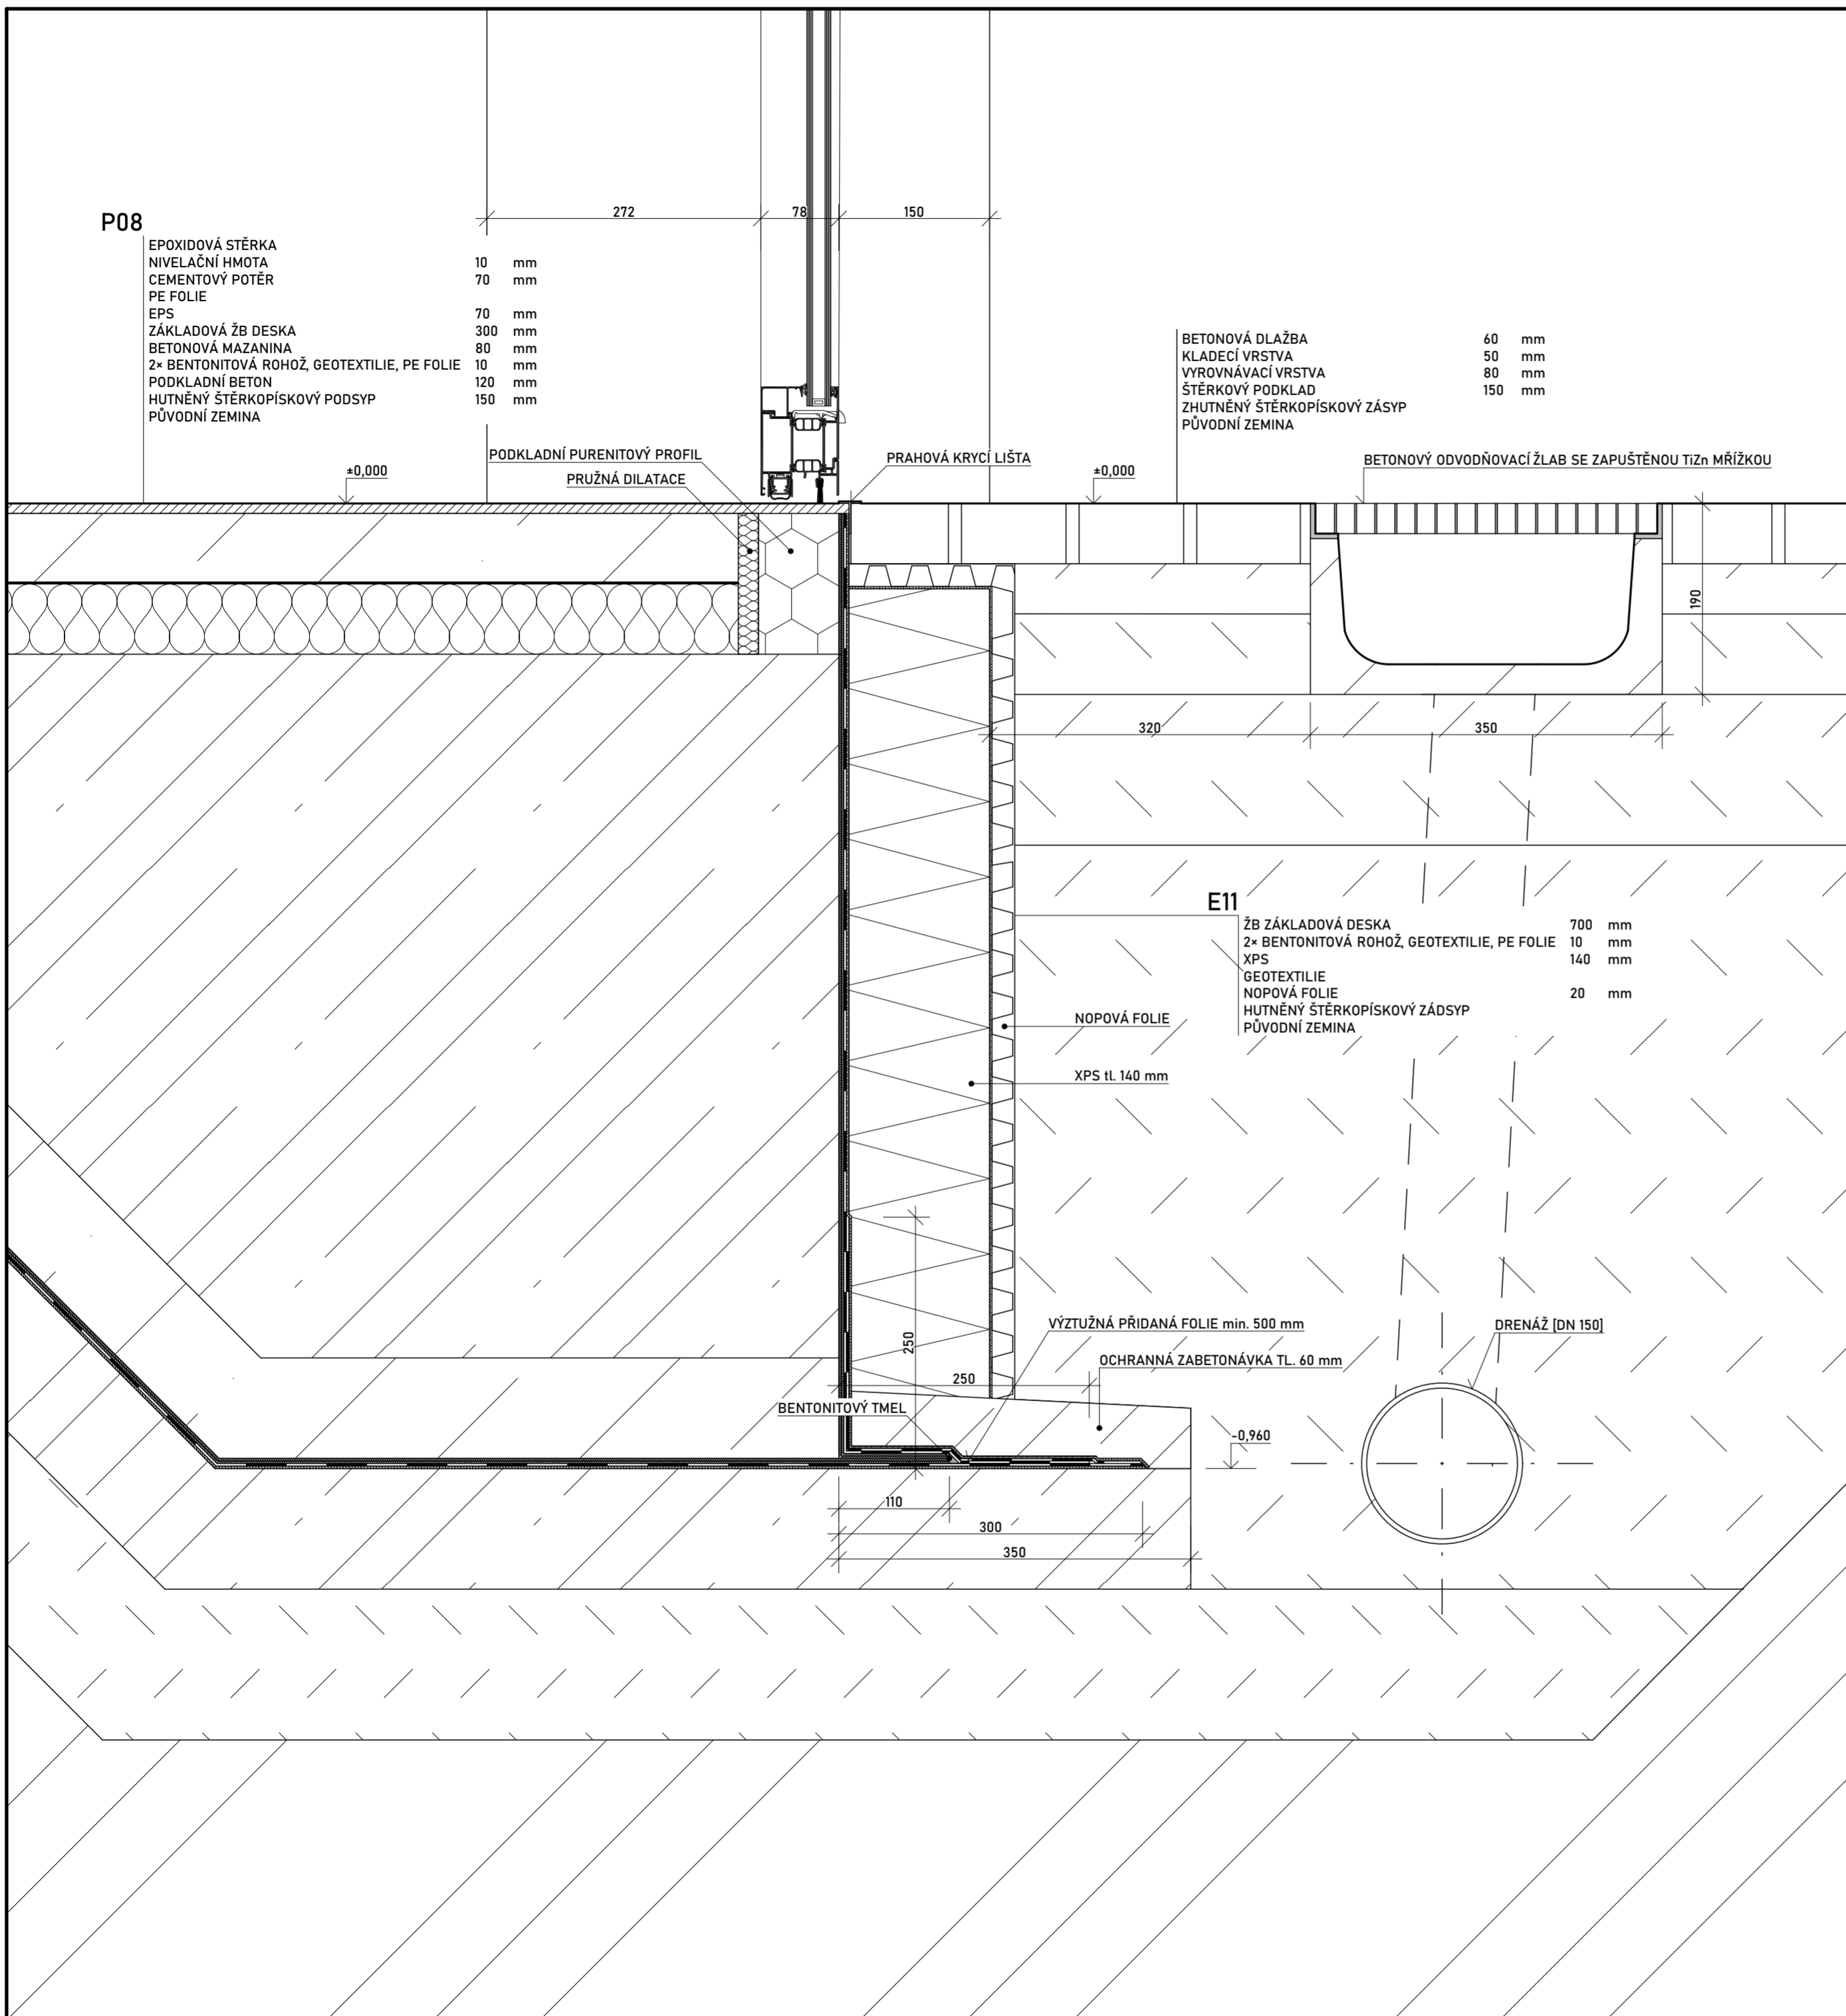 272
78
150
P08
EPOXIDOVÁ STĚRKA
NIVELAČNÍ HMOTA 10 mm
CEMENTOVÝ POTĚR 70 mm
PE FOLIE
EPS 70 mm
ZÁKLADOVÁ ŽB DESKA 300 mm
BETONOVÁ MAZANINA 80 mm
2× BENTONITOVÁ ROHOŽ, GEOTEXTILIE, PE FOLIE 10 mm
PODKLADNÍ BETON 120 mm
HUTNĚNÝ ŠTĚRKOPÍSKOVÝ PODSYP 150 mm
PŮVODNÍ ZEMINA
BETONOVÁ DLAŽBA 60 mm
KLADECÍ VRSTVA 50 mm
VYROVNÁVACÍ VRSTVA 80 mm
ŠTĚRKOVÝ PODKLAD 150 mm
ZHUTNĚNÝ ŠTĚRKOPÍSKOVÝ ZÁSYP
PŮVODNÍ ZEMINA
PODKLADNÍ PURENITOVÝ PROFIL
PRUŽNÁ DILATACE
±0,000
PRAHOVÁ KRYCÍ LIŠTA
±0,000
BETONOVÝ ODVODŇOVACÍ ŽLAB SE ZAPUŠTĚNOU TiZn MŘÍŽKOU
190
320
350
E11
ŽB ZÁKLADOVÁ DESKA 700 mm
2× BENTONITOVÁ ROHOŽ, GEOTEXTILIE, PE FOLIE 10 mm
XPS 140 mm
GEOTEXTILIE
NOPOVÁ FOLIE 20 mm
HUTNĚNÝ ŠTĚRKOPÍSKOVÝ ZÁDSYP
PŮVODNÍ ZEMINA
NOPOVÁ FOLIE
XPS tl. 140 mm
250
VÝZTUŽNÁ PŘIDANÁ FOLIE min. 500 mm
DRENÁŽ [DN 150]
OCHRANNÁ ZABETONÁVKA TL. 60 mm
250
BENTONITOVÝ TMEL
-0,960
110
300
350